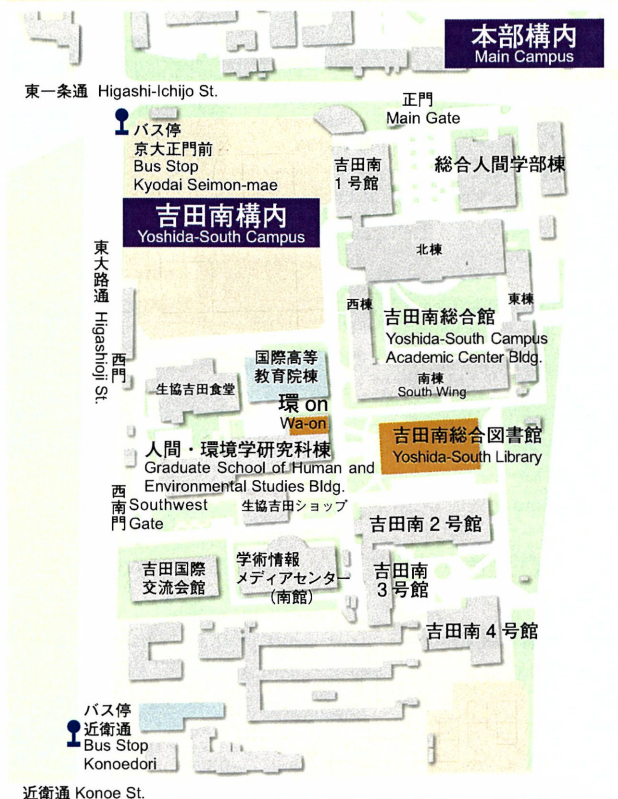 本部構内
Main Campus
東一条通 Higashi-Ichijo St.
正門
Main Gate
バス停
京大正門前
Bus Stop
Kyodai Seimon-mae
吉田南
1号館
総合人間学部棟
吉田南構内
Yoshida-South Campus
北棟
東大路通 Higashioji St.
西棟
東棟
吉田南総合館
Yoshida-South Campus
Academic Center Bldg.
南棟
South Wing
西門
国際高等
教育院棟
生協吉田食堂
環 on
Wa-on
吉田南総合図書館
Yoshida-South Library
人間・環境学研究科棟
Graduate School of Human and
Environmental Studies Bldg.
西南門
Southwest
Gate
生協吉田ショップ
吉田南2号館
吉田国際
交流会館
学術情報
メディアセンター
(南館)
吉田南
3号館
吉田南4号館
バス停
近衛通
Bus Stop
Konoedori
近衛通 Konoe St.